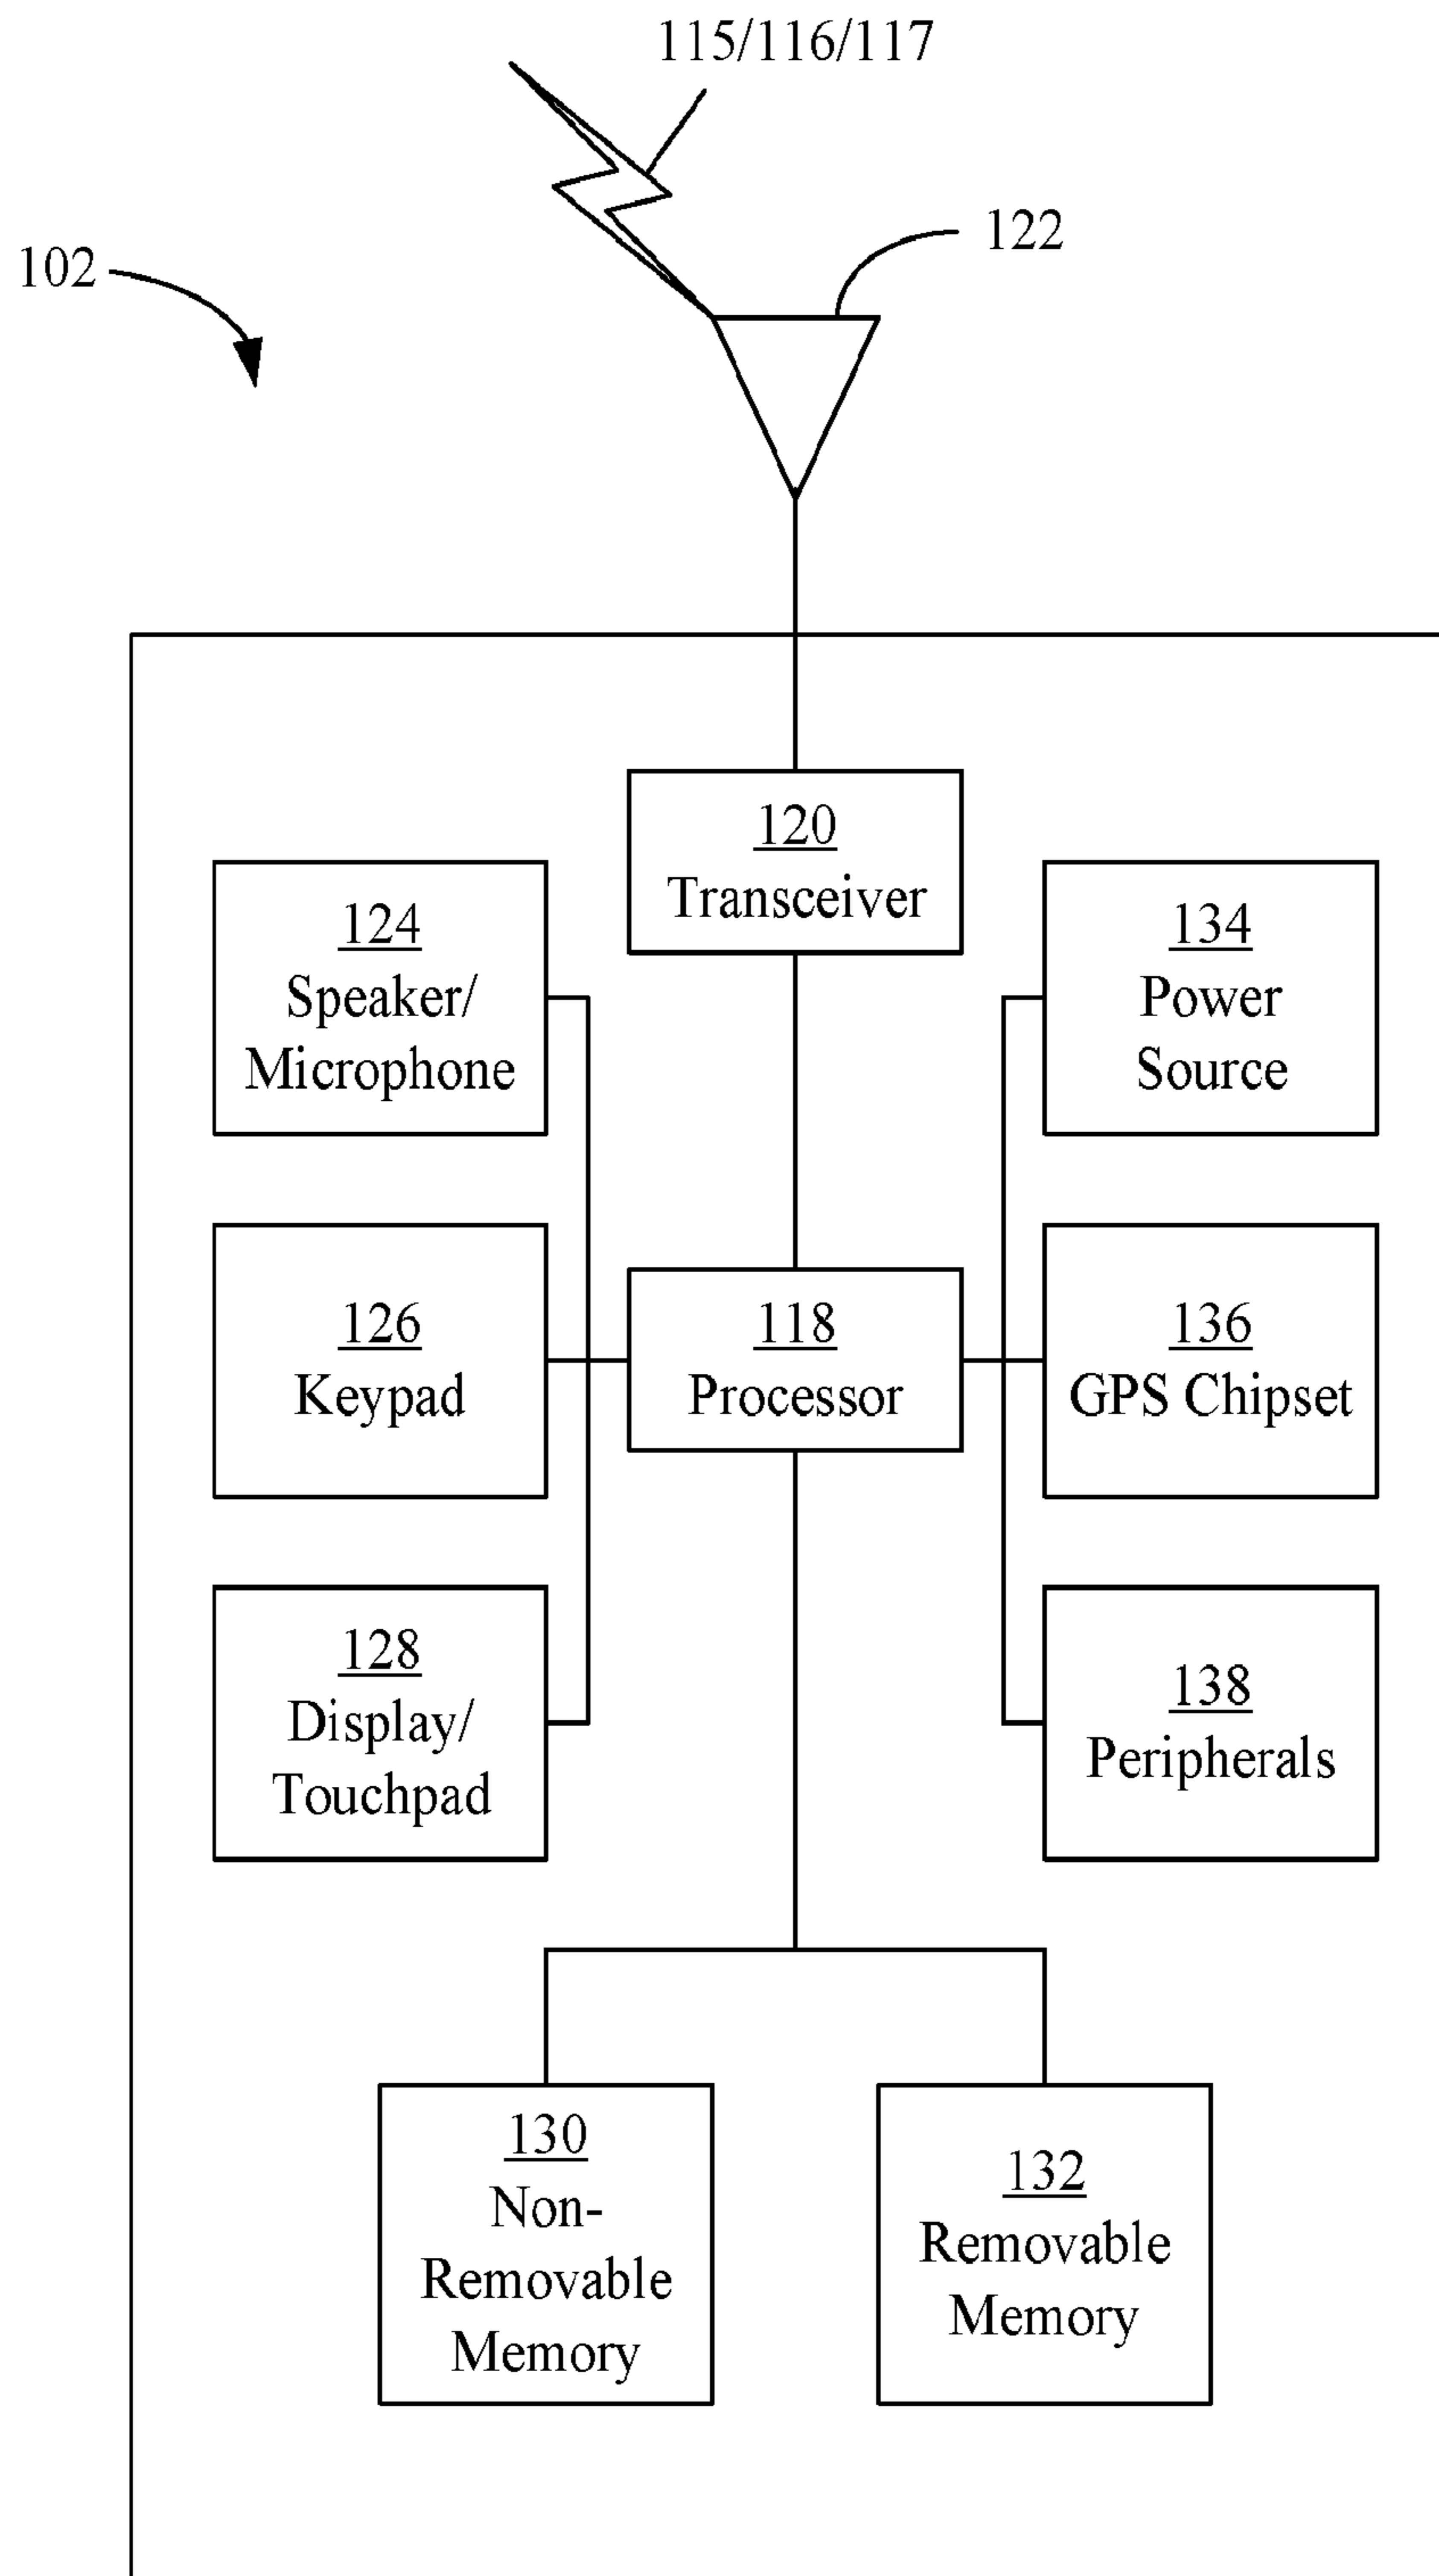 115/116/117
122
102
120
Transceiver
124
Speaker/
Microphone
134
Power
Source
126
Keypad
118
Processor
136
GPS Chipset
128
Display/
Touchpad
138
Peripherals
130
Non-
Removable
Memory
132
Removable
Memory